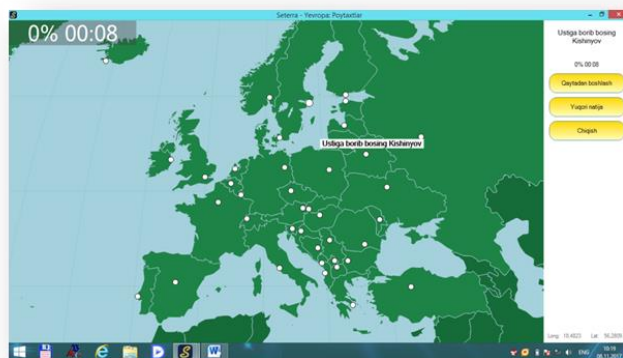 Seterra - Yevropa: Poytaxtlar
0% 00:08
Ustiga borib bosing
Kishinyov
0% 00:08
Qaytadan boshlash
Yuqori natija
Chiqish
Ustiga borib bosing Kishinyov
ENG